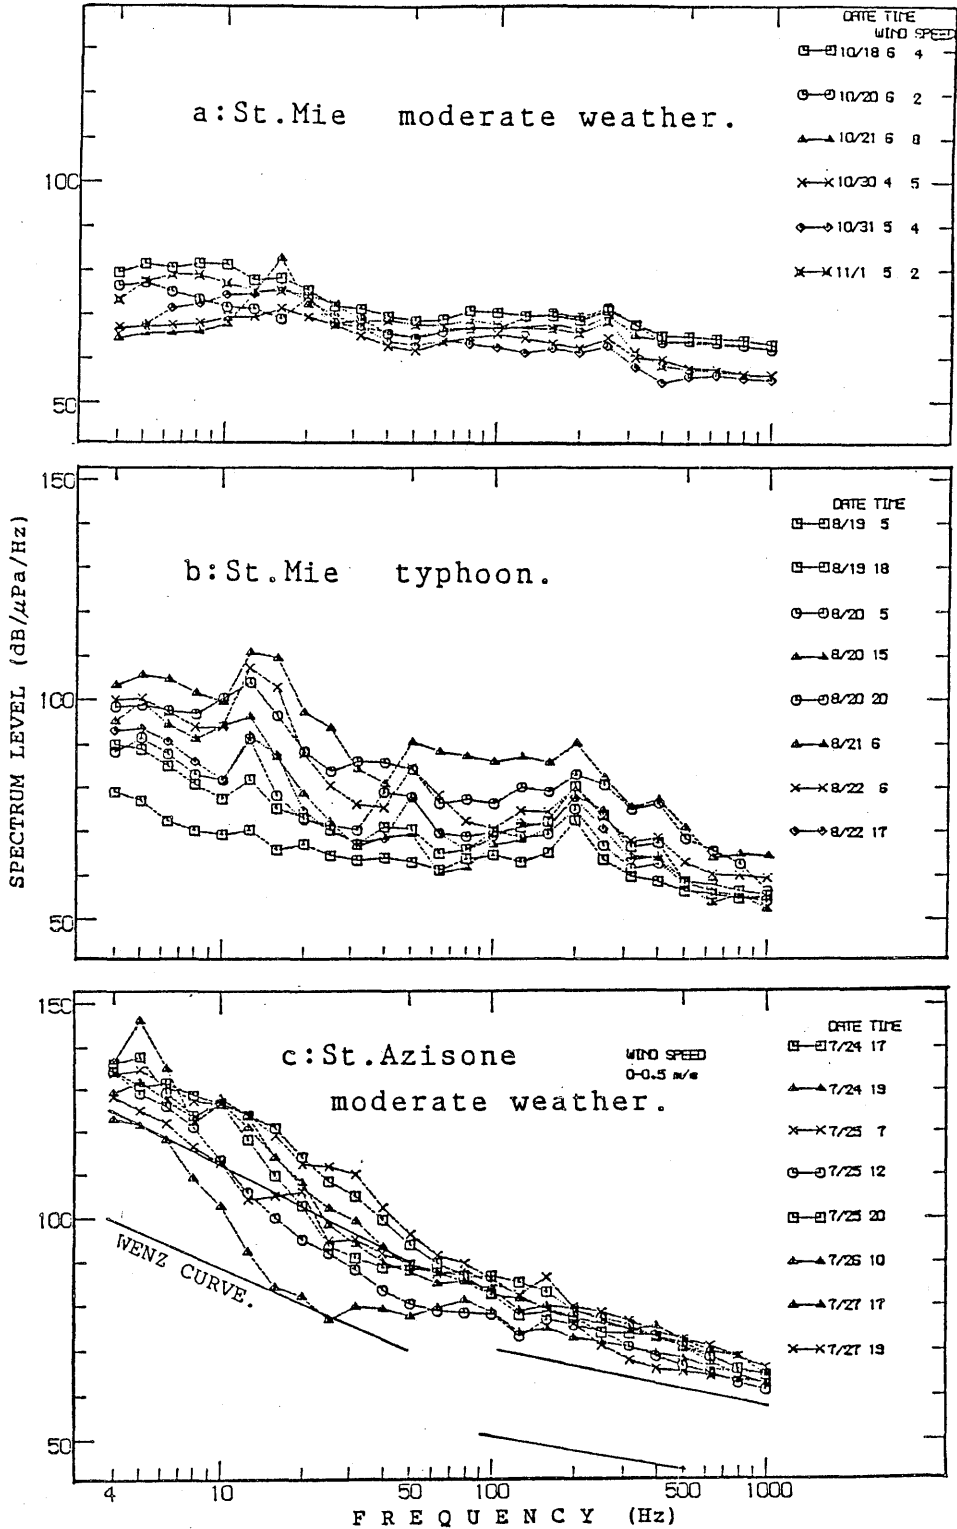 DATE TIME
WIND SPEED
10/18 6 4
10/20 6 2
10/21 6 8
10/30 4 5
10/31 5 4
11/1 5 2
a:St.Mie moderate weather.
100
50
150
DATE TIME
8/19 5
8/19 18
8/20 5
8/20 15
8/20 20
8/21 6
8/22 6
8/22 17
b:St.Mie typhoon.
100
50
SPECTRUM LEVEL (dB/μPa/Hz)
150
c:St.Azisone
moderate weather.
WIND SPEED
0-0.5 m/s
DATE TIME
7/24 17
7/24 19
7/25 7
7/25 12
7/25 20
7/26 10
7/27 17
7/27 19
100
WENZ CURVE.
50
4 10 50 100 500 1000
FREQUENCY (Hz)